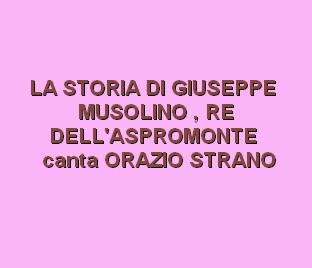 LA STORIA DI GIUSEPPE
MUSOLINO , RE
DELL'ASPROMONTE
canta ORAZIO STRANO